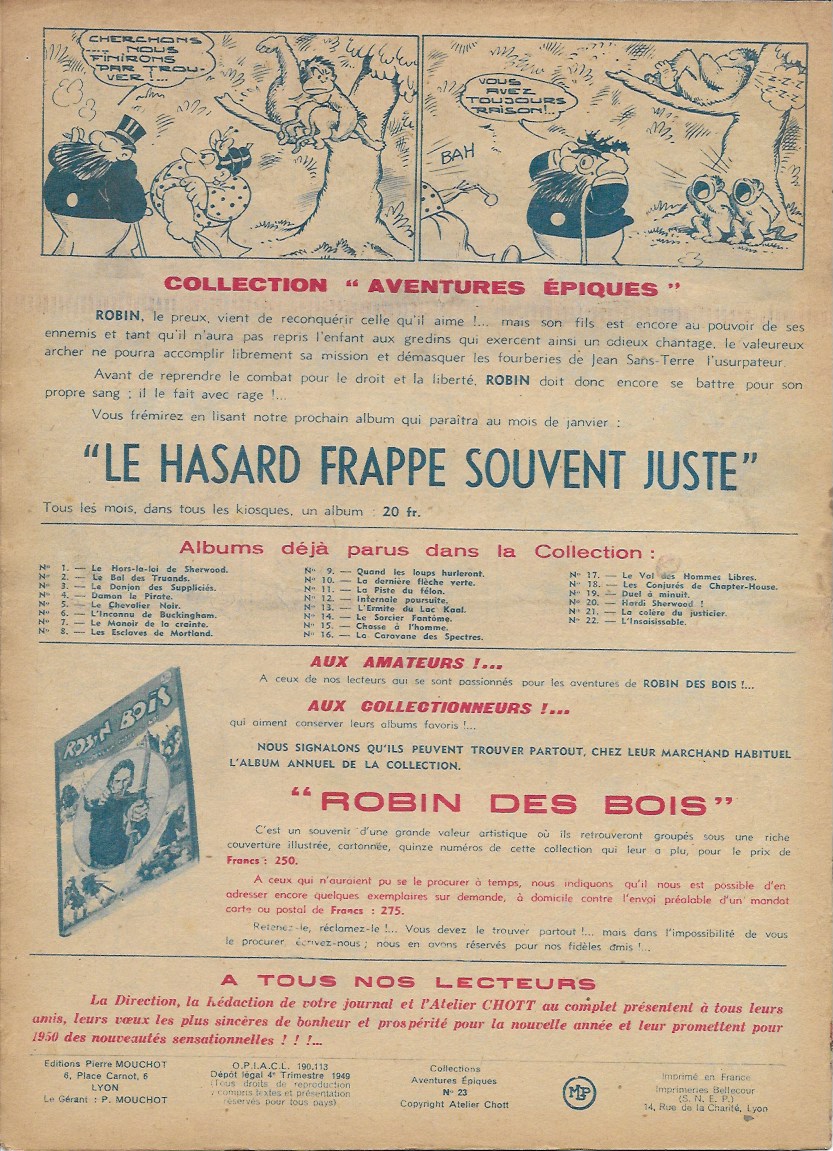 CHERCHONS
.... NOUS
FINIRONS
PAR TROU-
VER !...
VOUS
AVEZ
TOUJOURS
RAISON!..
BAH
Z-Z-Z
Z-Z-Z
Z-Z-Z
COLLECTION “ AVENTURES ÉPIQUES ”
ROBIN, le preux, vient de reconquérir celle qu'il aime !... mais son fils est encore au pouvoir de ses
ennemis et tant qu'il n'aura pas repris l'enfant aux gredins qui exercent ainsi un odieux chantage, le valeureux
archer ne pourra accomplir librement sa mission et démasquer les fourberies de Jean Sans-Terre l'usurpateur.
Avant de reprendre le combat pour le droit et la liberté, ROBIN doit donc encore se battre pour son
propre sang ; il le fait avec rage !...
Vous frémirez en lisant notre prochain album qui paraîtra au mois de janvier :
“LE HASARD FRAPPE SOUVENT JUSTE”
Tous les mois, dans tous les kiosques, un album : 20 fr.
Albums déjà parus dans la Collection :
N° 1. — Le Hors-la-loi de Sherwood.
N° 2. — Le Bal des Truands.
N° 3. — Le Donjon des Suppliciés.
N° 4. — Damon le Pirate.
N° 5. — Le Chevalier Noir.
N° 6. — L'Inconnu de Buckingham.
N° 7. — Le Manoir de la crainte.
N° 8. — Les Esclaves de Mortland.
N° 9. — Quand les loups hurleront.
N° 10. — La dernière flèche verte.
N° 11. — La Piste du félon.
N° 12. — Infernale poursuite.
N° 13. — L'Ermite du Lac Kaal.
N° 14. — Le Sorcier Fantôme.
N° 15. — Chasse à l'homme.
N° 16. — La Caravane des Spectres.
N° 17. — Le Val des Hommes Libres.
N° 18. — Les Conjurés de Chapter-House.
N° 19. — Duel à minuit.
N° 20. — Hardi Sherwood !
N° 21. — La colère du justicier.
N° 22. — L'Insaisissable.
AUX AMATEURS !...
A ceux de nos lecteurs qui se sont passionnés pour les aventures de ROBIN DES BOIS !...
AUX COLLECTIONNEURS !...
qui aiment conserver leurs albums favoris !...
NOUS SIGNALONS QU'ILS PEUVENT TROUVER PARTOUT, CHEZ LEUR MARCHAND HABITUEL
L'ALBUM ANNUEL DE LA COLLECTION.
ROBIN BOIS
“ROBIN DES BOIS”
C'est un souvenir d'une grande valeur artistique où ils retrouveront groupés sous une riche
couverture illustrée, cartonnée, quinze numéros de cette collection qui leur a plu, pour le prix de
Francs : 250.
A ceux qui n'auraient pu se le procurer à temps, nous indiquons qu'il nous est possible d'en
adresser encore quelques exemplaires sur demande, à domicile contre l'envoi préalable d'un mandat
carte ou postal de Francs : 275.
Retenez-le, réclamez-le !... Vous devez le trouver partout !... mais dans l'impossibilité de vous
le procurer écrivez-nous ; nous en avons réservés pour nos fidèles amis !...
A TOUS NOS LECTEURS
La Direction, la Rédaction de votre journal et l'Atelier CHOTT au complet présentent à tous leurs
amis, leurs vœux les plus sincères de bonheur et prospérité pour la nouvelle année et leur promettent pour
1950 des nouveautés sensationnelles ! ! !...
Editions Pierre MOUCHOT
6, Place Carnot, 6
LYON
Le Gérant : P. MOUCHOT
O.P.I.A.C.L. 190.113
Dépôt légal 4e Trimestre 1949
(Tous droits de reproduction
y compris textes et présentation
réservés pour tous pays).
Collections
Aventures Épiques
N° 23
Copyright Atelier Chott
MPB
Imprimé en France
Imprimeries Bellecour
(S. N. E. P.)
14, Rue de la Charité, Lyon